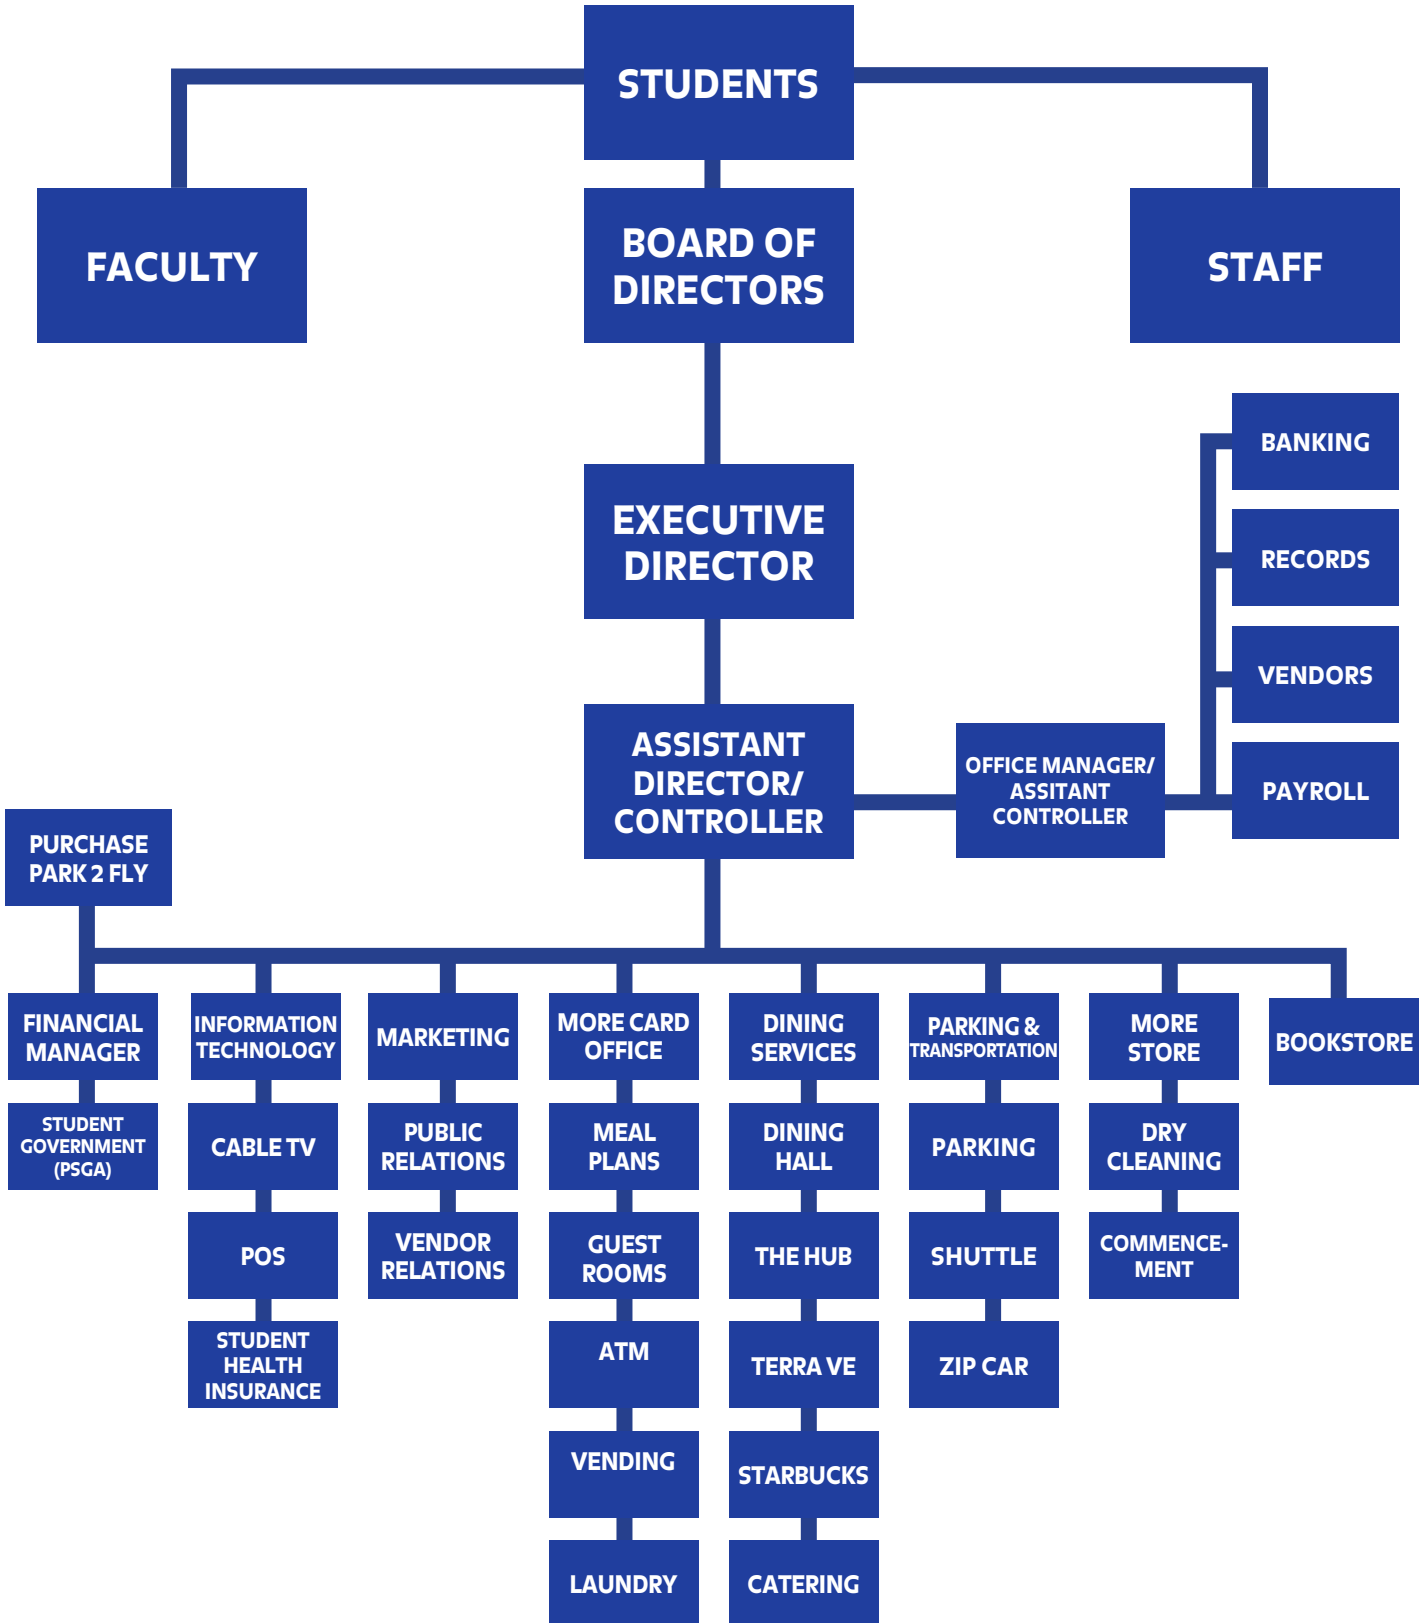 STUDENTS
FACULTY
BOARD OF
DIRECTORS
STAFF
EXECUTIVE
DIRECTOR
BANKING
RECORDS
VENDORS
PAYROLL
ASSISTANT
DIRECTOR/
CONTROLLER
OFFICE MANAGER/
ASSITANT
CONTROLLER
PURCHASE
PARK 2 FLY
FINANCIAL
MANAGER
STUDENT
GOVERNMENT
(PSGA)
INFORMATION
TECHNOLOGY
CABLE TV
POS
STUDENT
HEALTH
INSURANCE
MARKETING
PUBLIC
RELATIONS
VENDOR
RELATIONS
MORE CARD
OFFICE
MEAL
PLANS
GUEST
ROOMS
ATM
VENDING
LAUNDRY
DINING
SERVICES
DINING
HALL
THE HUB
TERRA VE
STARBUCKS
CATERING
PARKING &
TRANSPORTATION
PARKING
SHUTTLE
ZIP CAR
MORE
STORE
DRY
CLEANING
COMMENCE-
MENT
BOOKSTORE